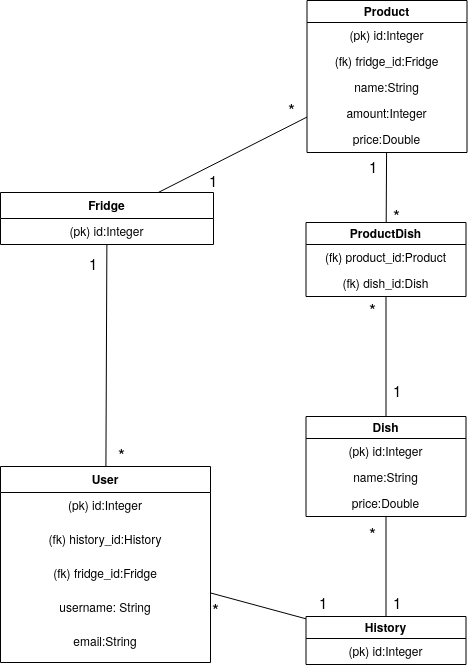 Product
(pk) id:Integer
(fk) fridge_id:Fridge
name:String
amount:Integer
price:Double
*
1
1
Fridge
(pk) id:Integer
1
*
ProductDish
(fk) product_id:Product
(fk) dish_id:Dish
*
1
Dish
(pk) id:Integer
name:String
price:Double
*
*
User
(pk) id:Integer
(fk) history_id:History
(fk) fridge_id:Fridge
username: String
email:String
*
1
1
History
(pk) id:Integer